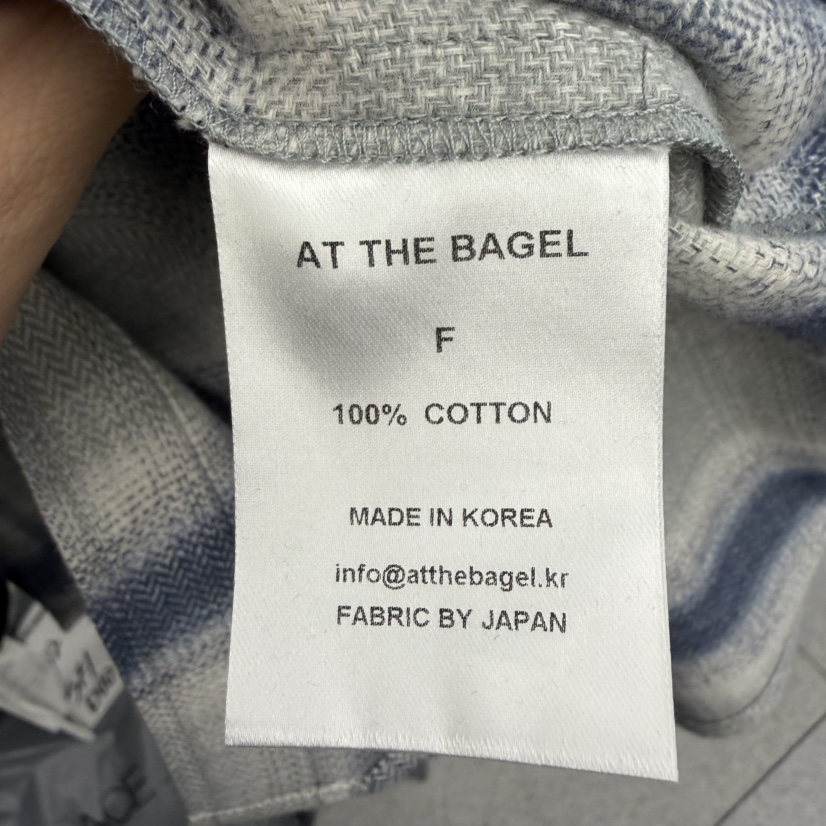 AT THE BAGEL
F
100% COTTON
MADE IN KOREA
info@atthebagel.kr
FABRIC BY JAPAN